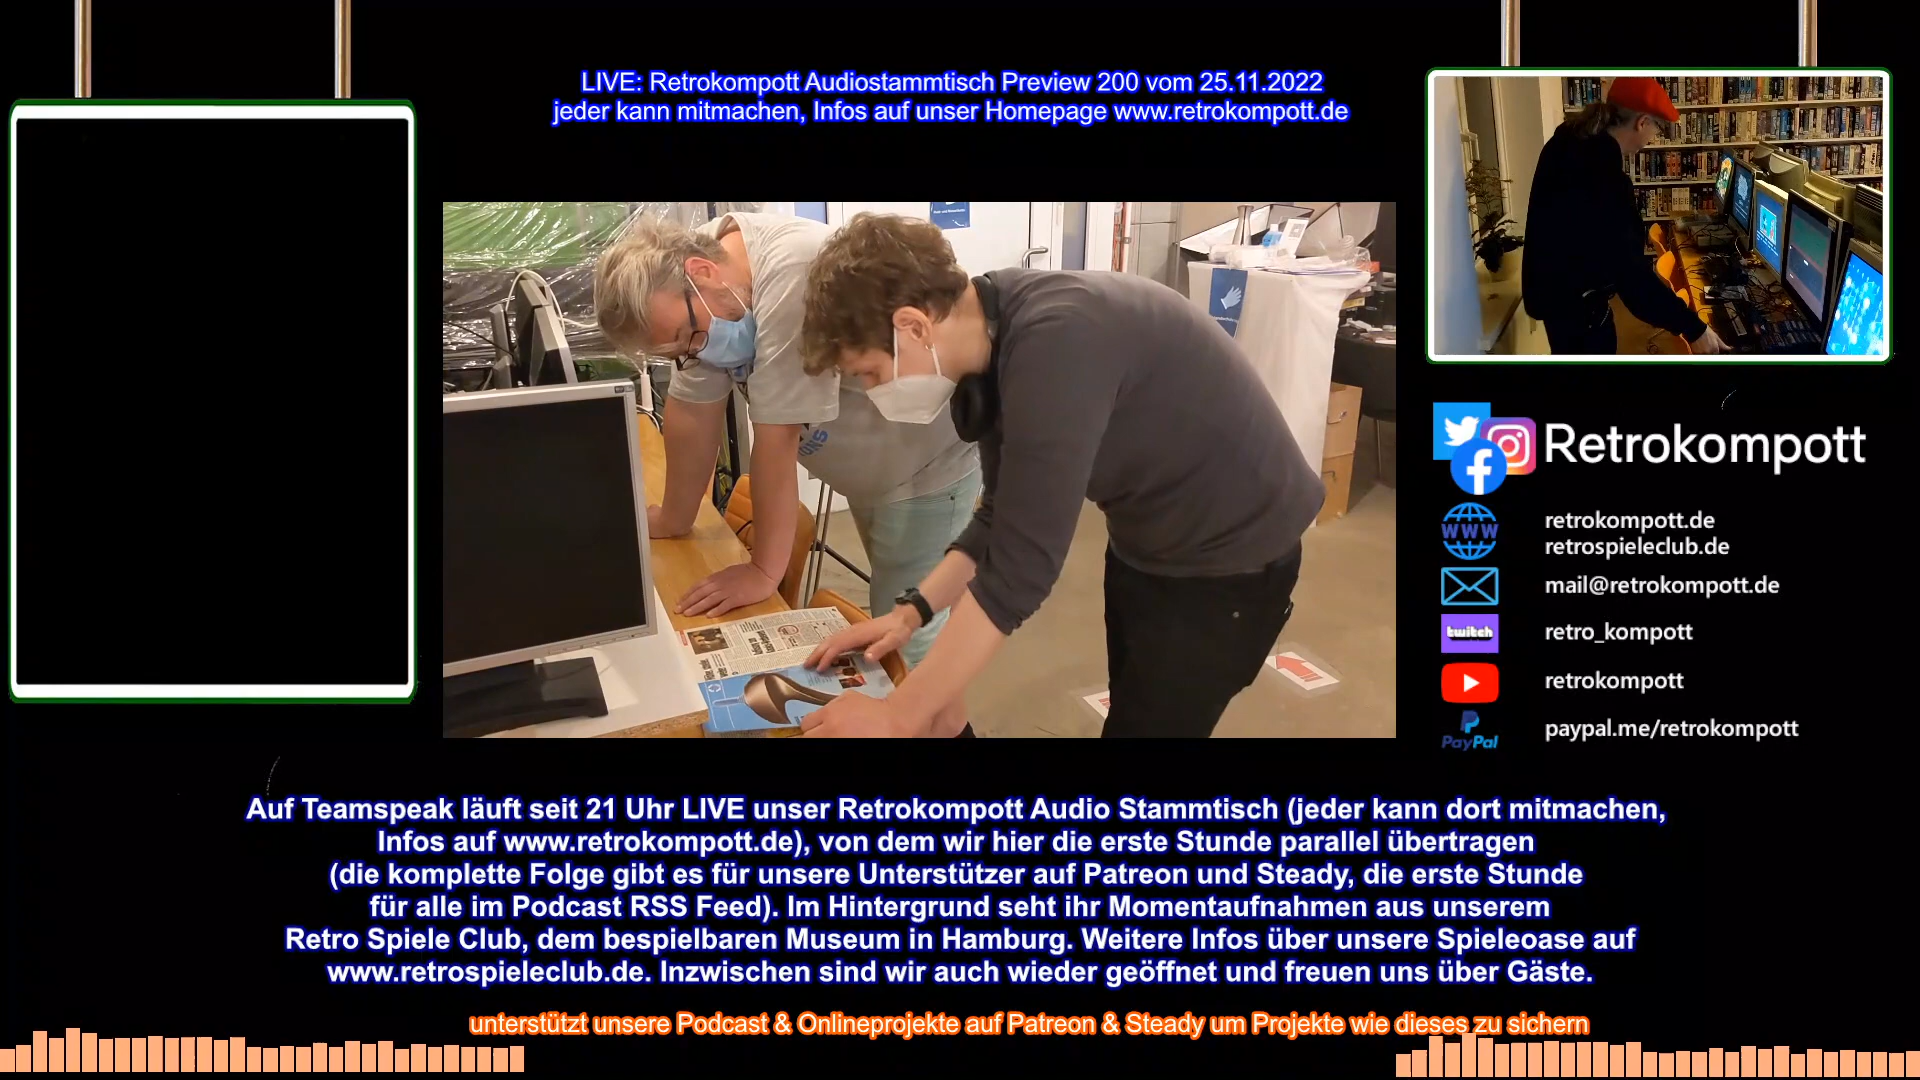 LIVE: Retrokompott Audiostammtisch Preview 200 vom 25.11.2022
jeder kann mitmachen, Infos auf unser Homepage www.retrokompott.de
Retrokompott
WWW
retrokompott.de
retrospieleclub.de
mail@retrokompott.de
twitch
retro_kompott
retrokompott
PayPal
paypal.me/retrokompott
Auf Teamspeak läuft seit 21 Uhr LIVE unser Retrokompott Audio Stammtisch (jeder kann dort mitmachen,
Infos auf www.retrokompott.de), von dem wir hier die erste Stunde parallel übertragen
(die komplette Folge gibt es für unsere Unterstützer auf Patreon und Steady, die erste Stunde
für alle im Podcast RSS Feed). Im Hintergrund seht ihr Momentaufnahmen aus unserem
Retro Spiele Club, dem bespielbaren Museum in Hamburg. Weitere Infos über unsere Spieleoase auf
www.retrospieleclub.de. Inzwischen sind wir auch wieder geöffnet und freuen uns über Gäste.
unterstützt unsere Podcast & Onlineprojekte auf Patreon & Steady um Projekte wie dieses zu sichern